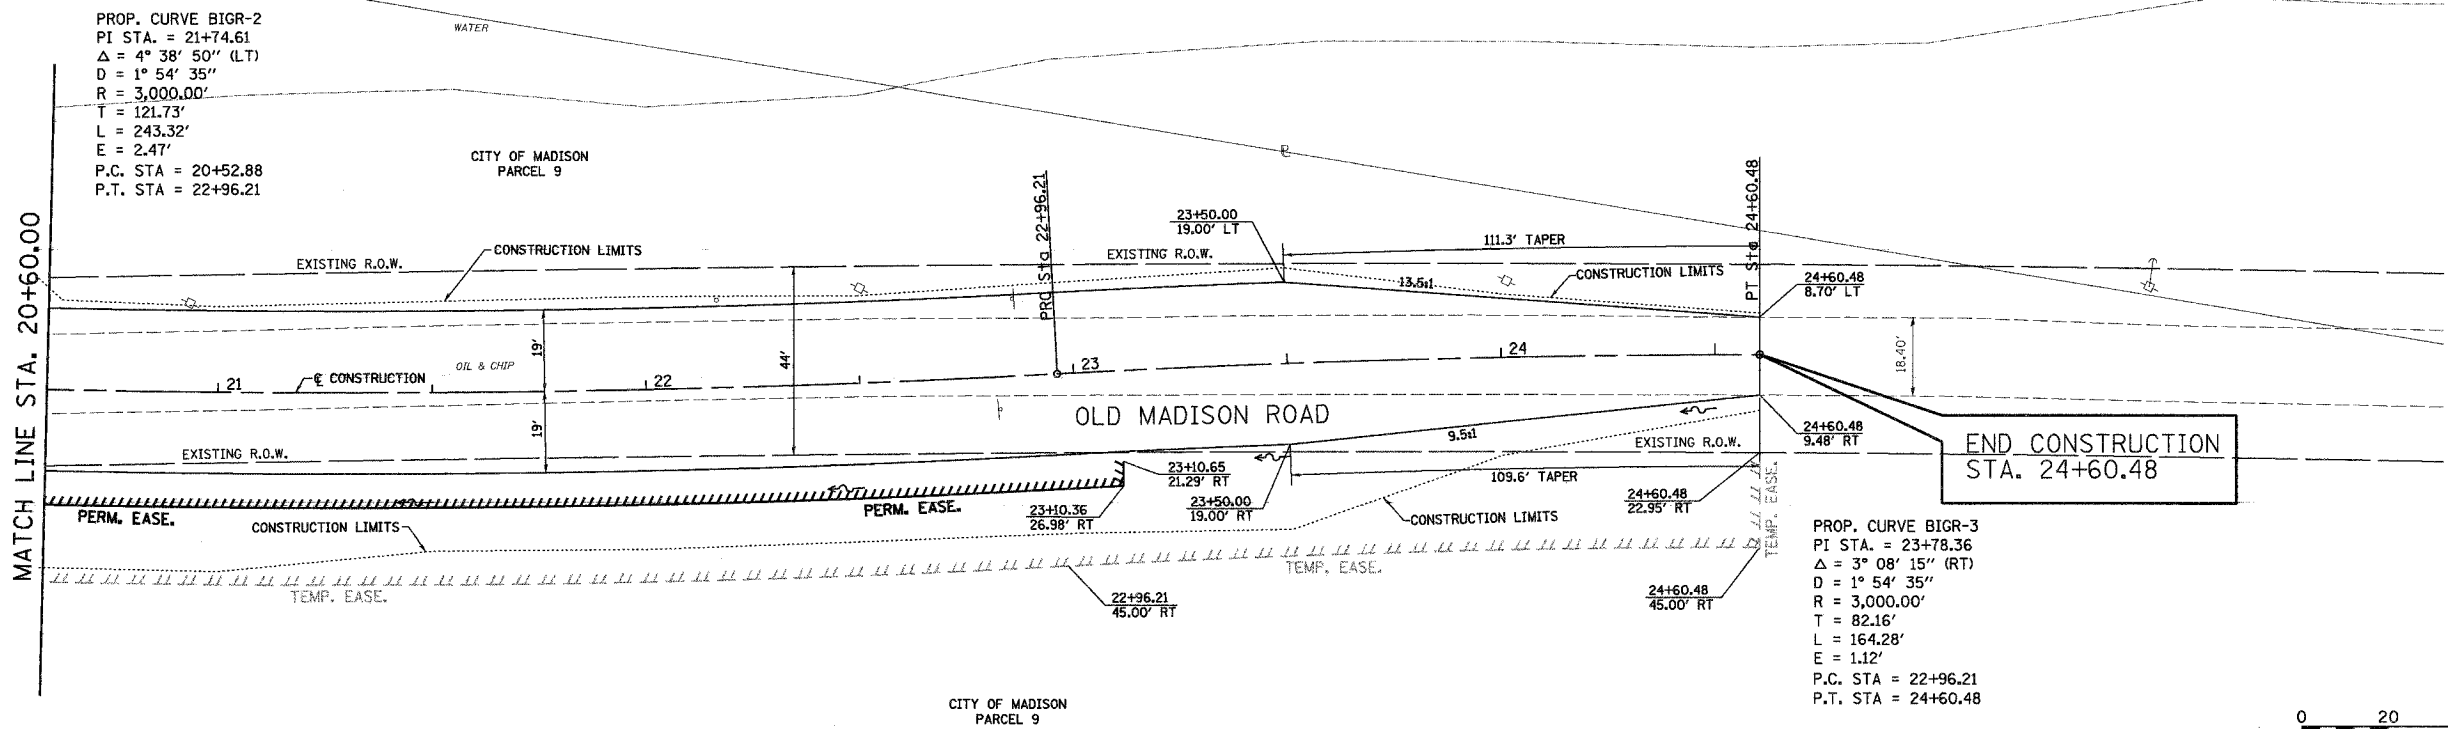 PROP. CURVE BIGR-2
PI STA. = 21+74.61
Δ = 4° 38' 50" (LT)
D = 1° 54' 35"
R = 3,000.00'
T = 121.73'
L = 243.32'
E = 2.47'
P.C. STA = 20+52.88
P.T. STA = 22+96.21
WATER
CITY OF MADISON
PARCEL 9
MATCH LINE STA. 20+60.00
EXISTING R.O.W.
CONSTRUCTION LIMITS
PRC Sta 22+96.21
EXISTING R.O.W.
23+50.00
19.00' LT
111.3' TAPER
13.5:1
CONSTRUCTION LIMITS
PT Sta 24+60.48
24+60.48
8.70' LT
19'
44'
18.40'
21
℄ CONSTRUCTION
OIL & CHIP
22
23
24
19'
OLD MADISON ROAD
9.5:1
EXISTING R.O.W.
24+60.48
9.48' RT
END CONSTRUCTION
STA. 24+60.48
EXISTING R.O.W.
PERM. EASE.
PERM. EASE.
23+10.65
21.29' RT
23+10.36
26.98' RT
23+50.00
19.00' RT
109.6' TAPER
24+60.48
22.95' RT
TEMP. EASE.
CONSTRUCTION LIMITS
CONSTRUCTION LIMITS
TEMP. EASE.
TEMP. EASE.
22+96.21
45.00' RT
24+60.48
45.00' RT
PROP. CURVE BIGR-3
PI STA. = 23+78.36
Δ = 3° 08' 15" (RT)
D = 1° 54' 35"
R = 3,000.00'
T = 82.16'
L = 164.28'
E = 1.12'
P.C. STA = 22+96.21
P.T. STA = 24+60.48
CITY OF MADISON
PARCEL 9
0 20